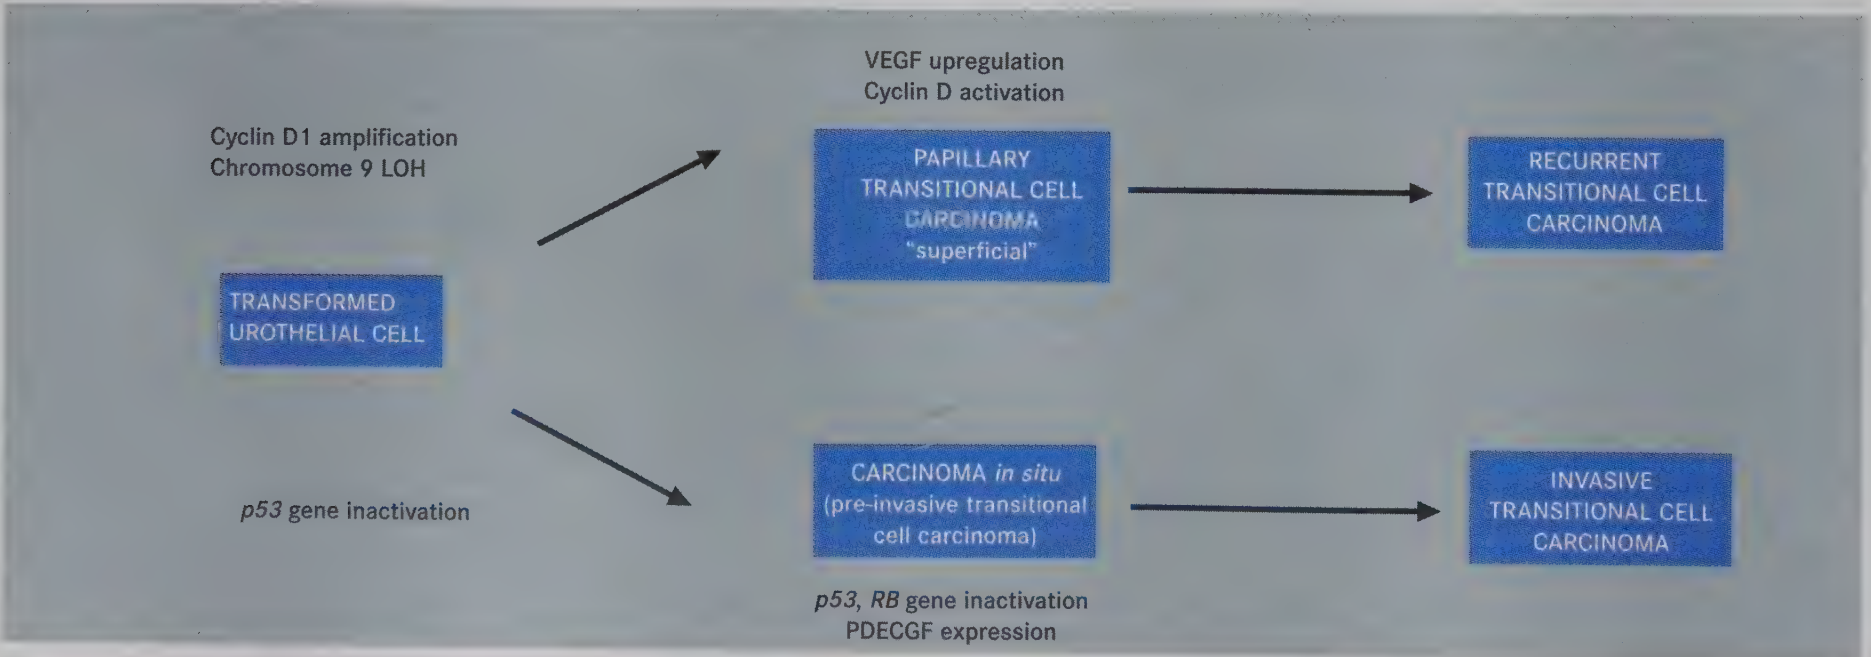 Cyclin D1 amplification
Chromosome 9 LOH
TRANSFORMED
UROTHELIAL CELL
p53 gene inactivation
VEGF upregulation
Cyclin D activation
PAPILLARY
TRANSITIONAL CELL
CARCINOMA
"superficial"
CARCINOMA in situ
(pre-invasive transitional
cell carcinoma)
p53, RB gene inactivation
PDECGF expression
RECURRENT
TRANSITIONAL CELL
CARCINOMA
INVASIVE
TRANSITIONAL CELL
CARCINOMA